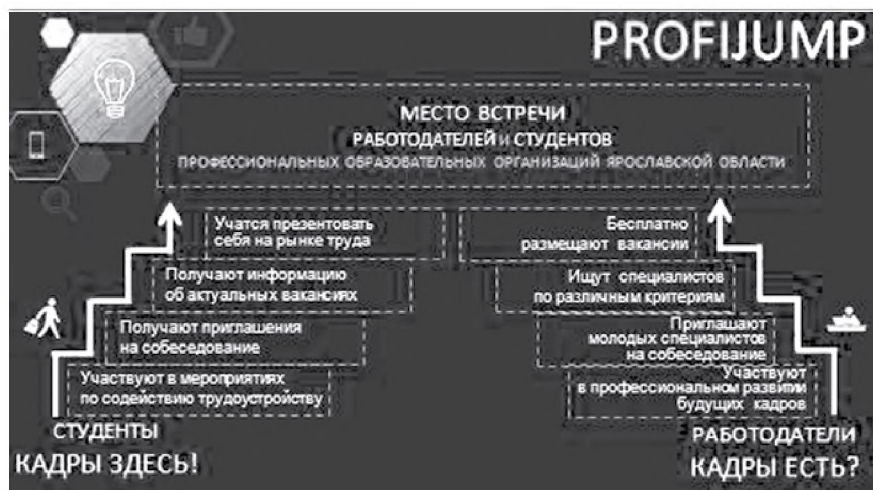 PROFIJUMP
МЕСТО ВСТРЕЧИ
РАБОТОДАТЕЛЕЙ И СТУДЕНТОВ
ПРОФЕССИОНАЛЬНЫХ ОБРАЗОВАТЕЛЬНЫХ ОРГАНИЗАЦИЙ ЯРОСЛАВСКОЙ ОБЛАСТИ
Учатся презентовать
себя на рынке труда
Получают информацию
об актуальных вакансиях
Получают приглашения
на собеседование
Участвуют в мероприятиях
по содействию трудоустройству
СТУДЕНТЫ
КАДРЫ ЗДЕСЬ!
Бесплатно
размещают вакансии
Ищут специалистов
по различным критериям
Приглашают
молодых специалистов
на собеседование
Участвуют
в профессиональном развитии
будущих кадров
РАБОТОДАТЕЛИ
КАДРЫ ЕСТЬ?